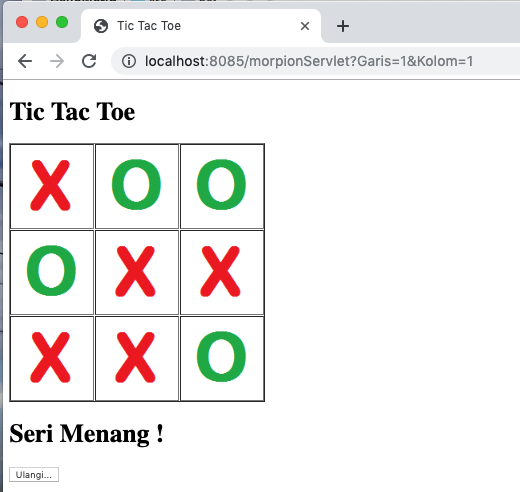 Tic Tac Toe
localhost:8085/morpionServlet?Garis=1&Kolom=1
Tic Tac Toe
X O O
O X X
X X O
Seri Menang !
Ulangi...